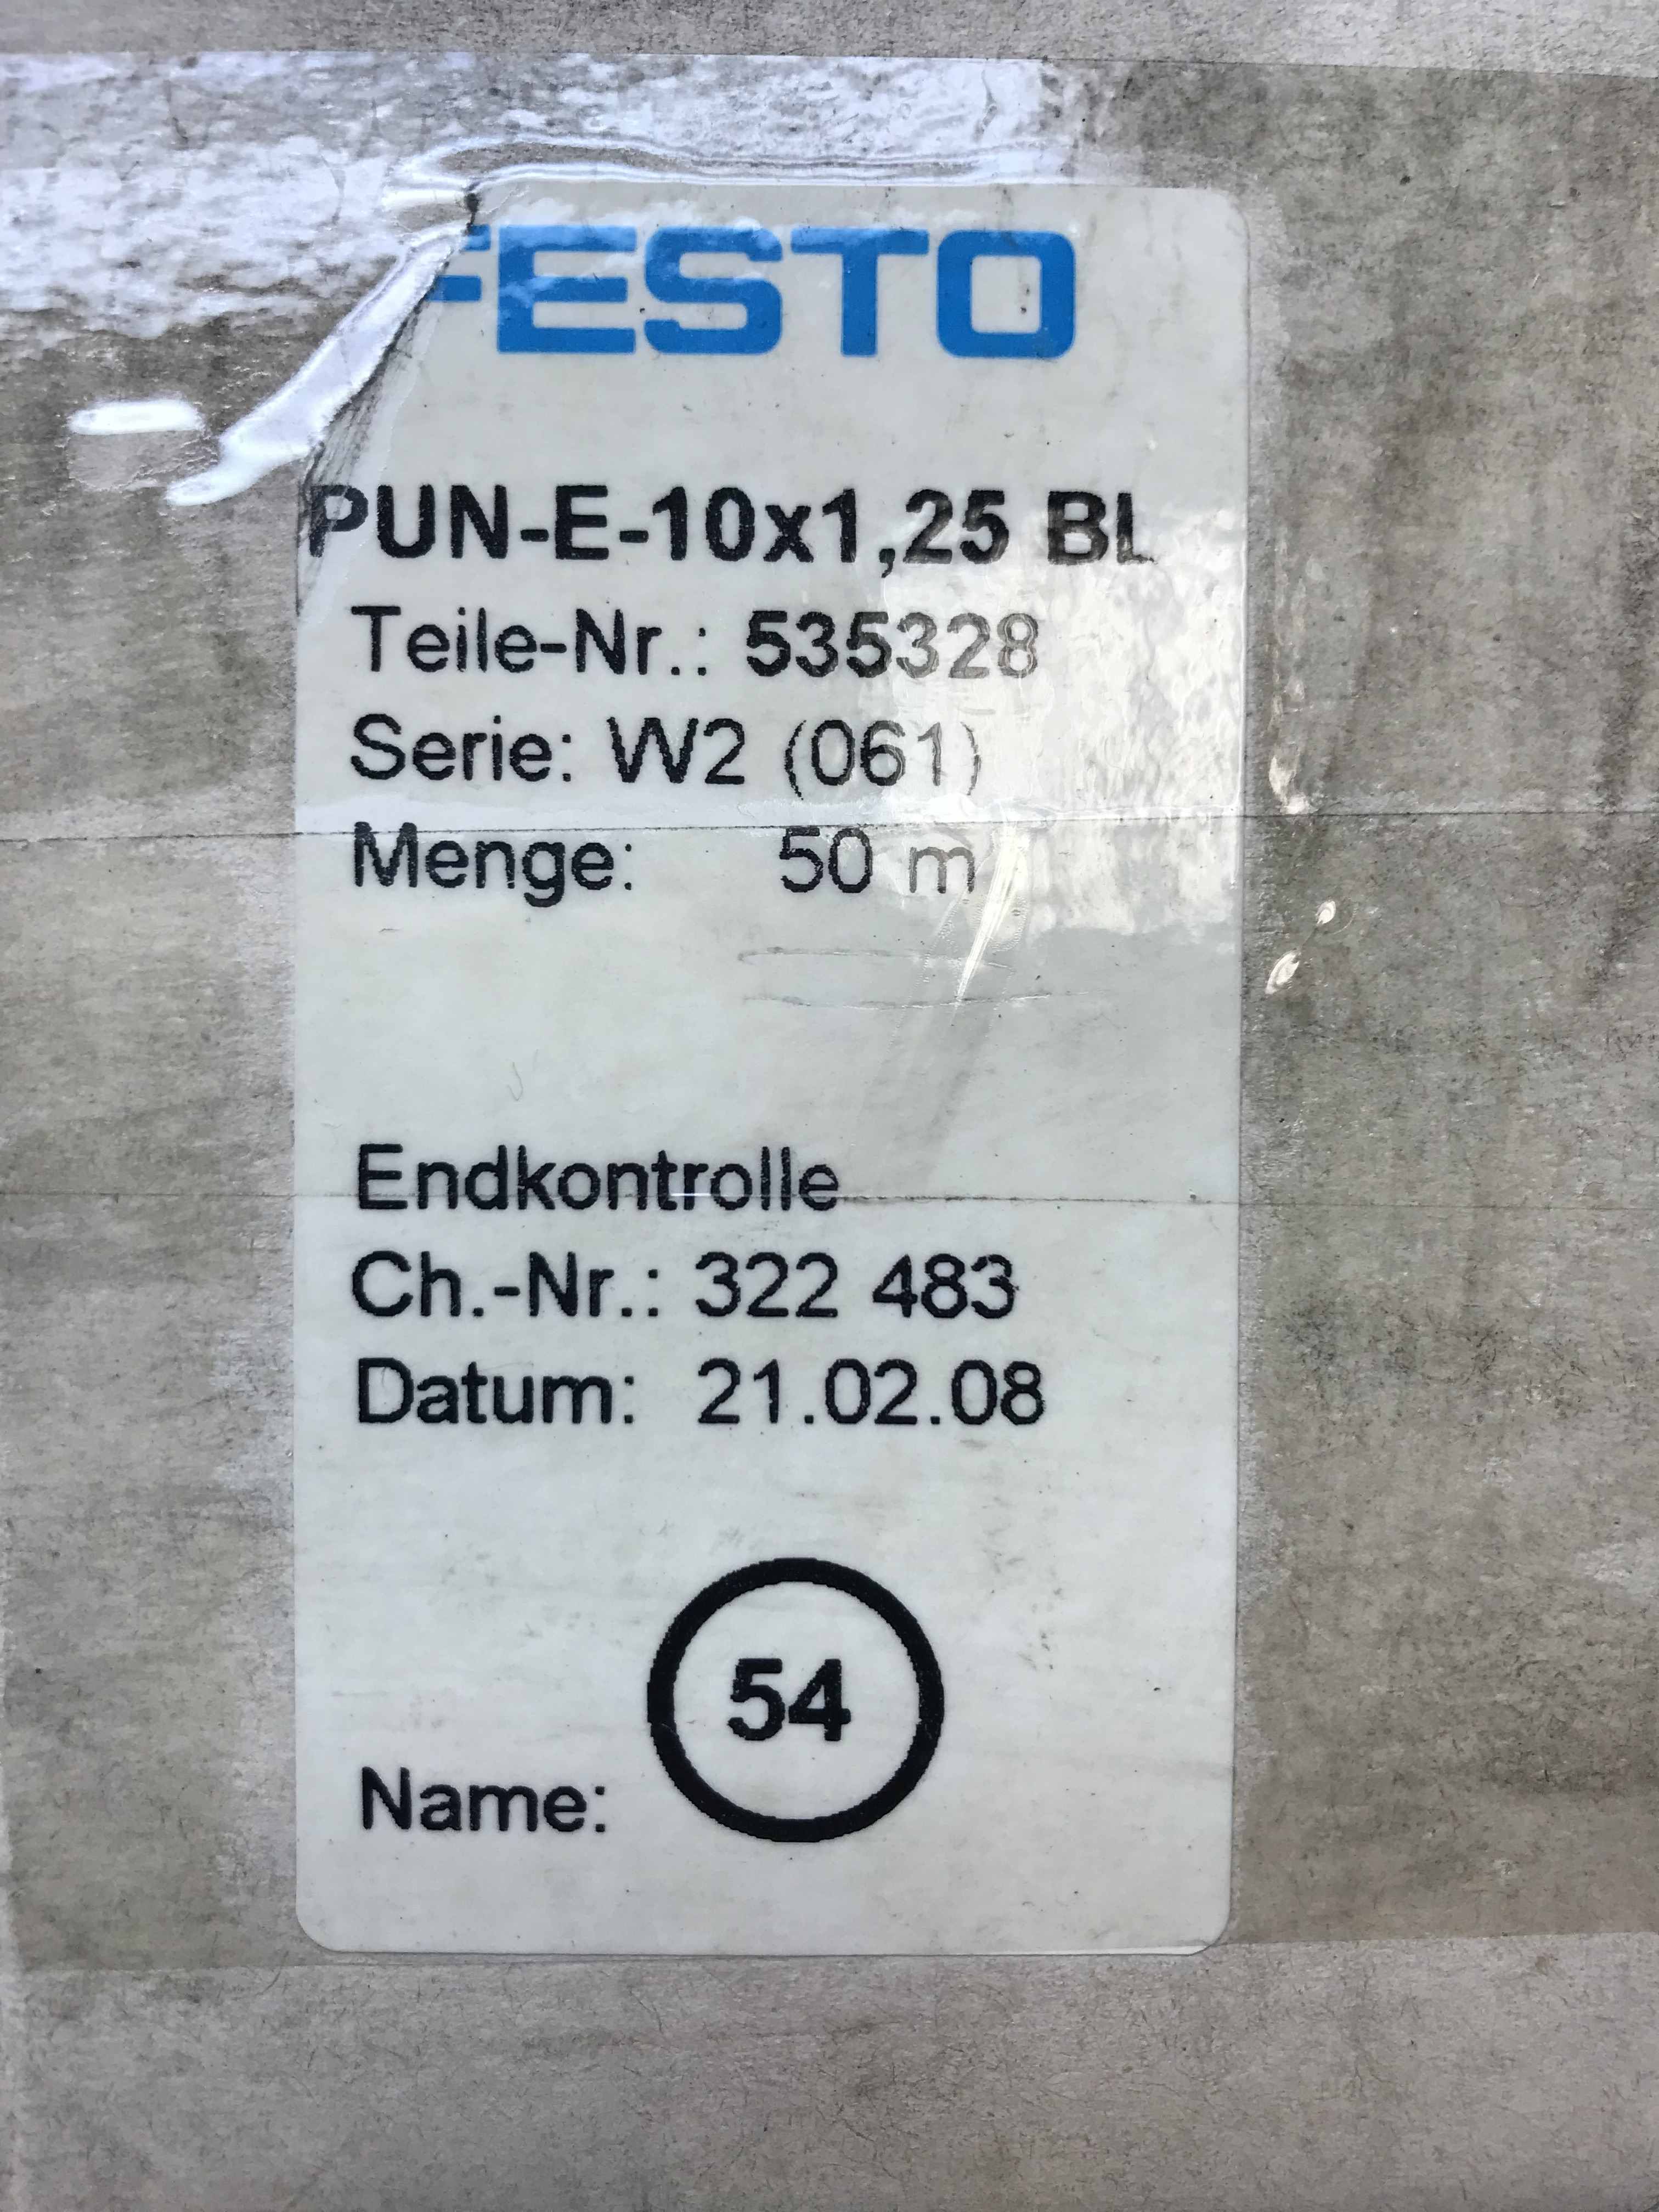 FESTO
PUN-E-10x1,25 BL
Teile-Nr.: 535328
Serie: W2 (061)
Menge: 50 m
Endkontrolle
Ch.-Nr.: 322 483
Datum: 21.02.08
54
Name: